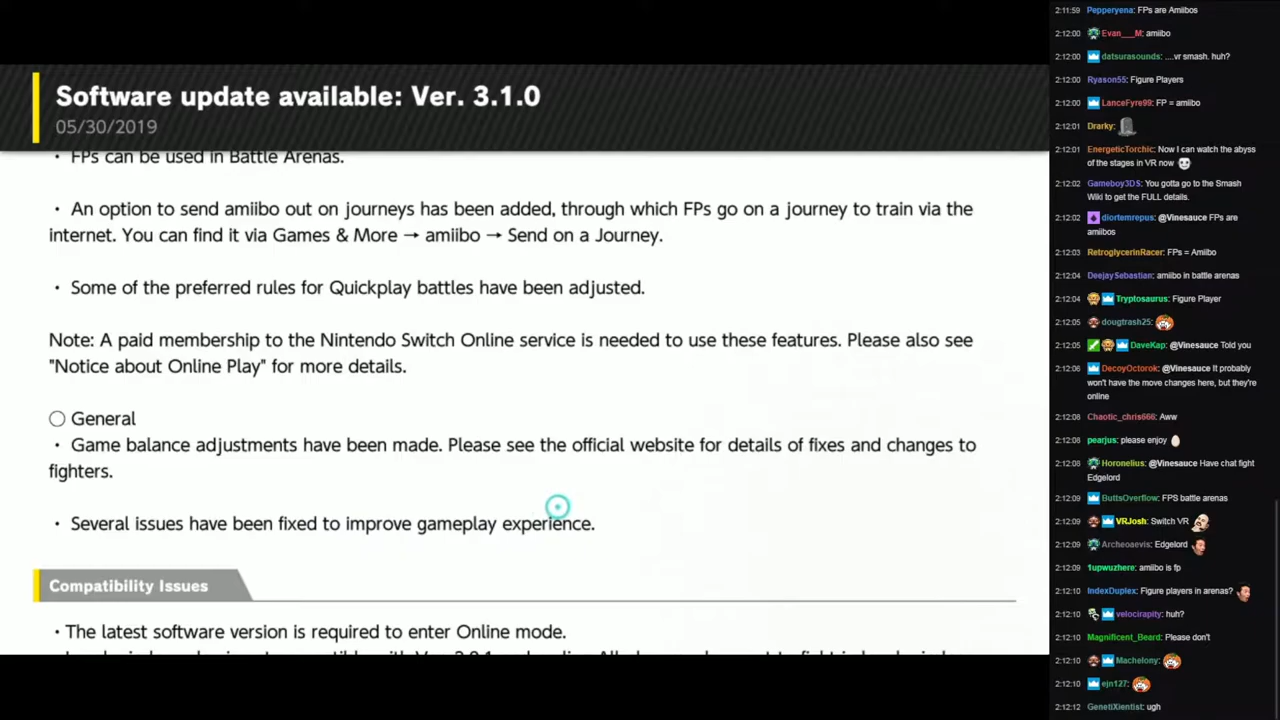 Software update available: Ver. 3.1.0
05/30/2019
・ FPs can be used in Battle Arenas.
・ An option to send amiibo out on journeys has been added, through which FPs go on a journey to train via the
internet. You can find it via Games & More → amiibo → Send on a Journey.
・ Some of the preferred rules for Quickplay battles have been adjusted.
Note: A paid membership to the Nintendo Switch Online service is needed to use these features. Please also see
"Notice about Online Play" for more details.
○ General
・ Game balance adjustments have been made. Please see the official website for details of fixes and changes to
fighters.
・ Several issues have been fixed to improve gameplay experience.
Compatibility Issues
・The latest software version is required to enter Online mode.
2:11:59 Pepperyena: FPs are Amiibos
2:12:00 Evan___M: amiibo
2:12:00 datsurasounds: ....vr smash. huh?
2:12:00 Ryason55: Figure Players
2:12:00 LanceFyre99: FP = amiibo
2:12:01 Drarky:
2:12:01 EnergeticTorchic: Now I can watch the abyss
of the stages in VR now
2:12:02 Gameboy3DS: You gotta go to the Smash
Wiki to get the FULL details.
2:12:02 diortemrepus: @Vinesauce FPs are
amiibos
2:12:03 RetroglycerInRacer: FPs = Amiibo
2:12:04 DeejaySebastian: amiibo in battle arenas
2:12:04 Tryptosaurus: Figure Player
2:12:05 dougtrash25:
2:12:05 DaveKap: @Vinesauce Told you
2:12:06 DecoyOctorok: @Vinesauce It probably
won't have the move changes here, but they're
online
2:12:08 Chaotic_chris666: Aww
2:12:08 pearjus: please enjoy
2:12:08 Horonelius: @Vinesauce Have chat fight
Edgelord
2:12:09 ButtsOverflow: FPS battle arenas
2:12:09 VRJosh: Switch VR
2:12:09 Archeoaevis: Edgelord
2:12:09 1upwuzhere: amiibo is fp
2:12:10 IndexDuplex: Figure players in arenas?
2:12:10 velocirapity: huh?
2:12:10 Magnificent_Beard: Please don't
2:12:10 Machelony:
2:12:10 ejn127:
2:12:12 GenetiXientist: ugh